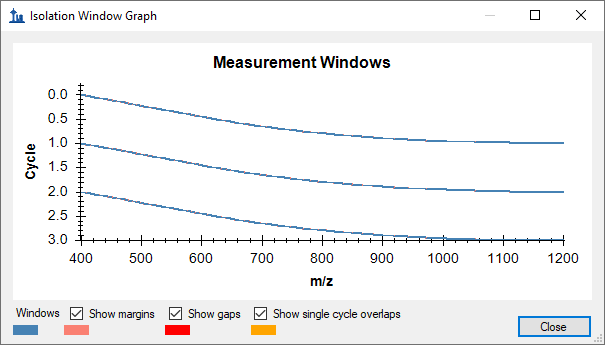 Isolation Window Graph
Measurement Windows
Cycle
0.0
0.5
1.0
1.5
2.0
2.5
3.0
400 500 600 700 800 900 1000 1100 1200
m/z
Windows Show margins Show gaps Show single cycle overlaps
Close